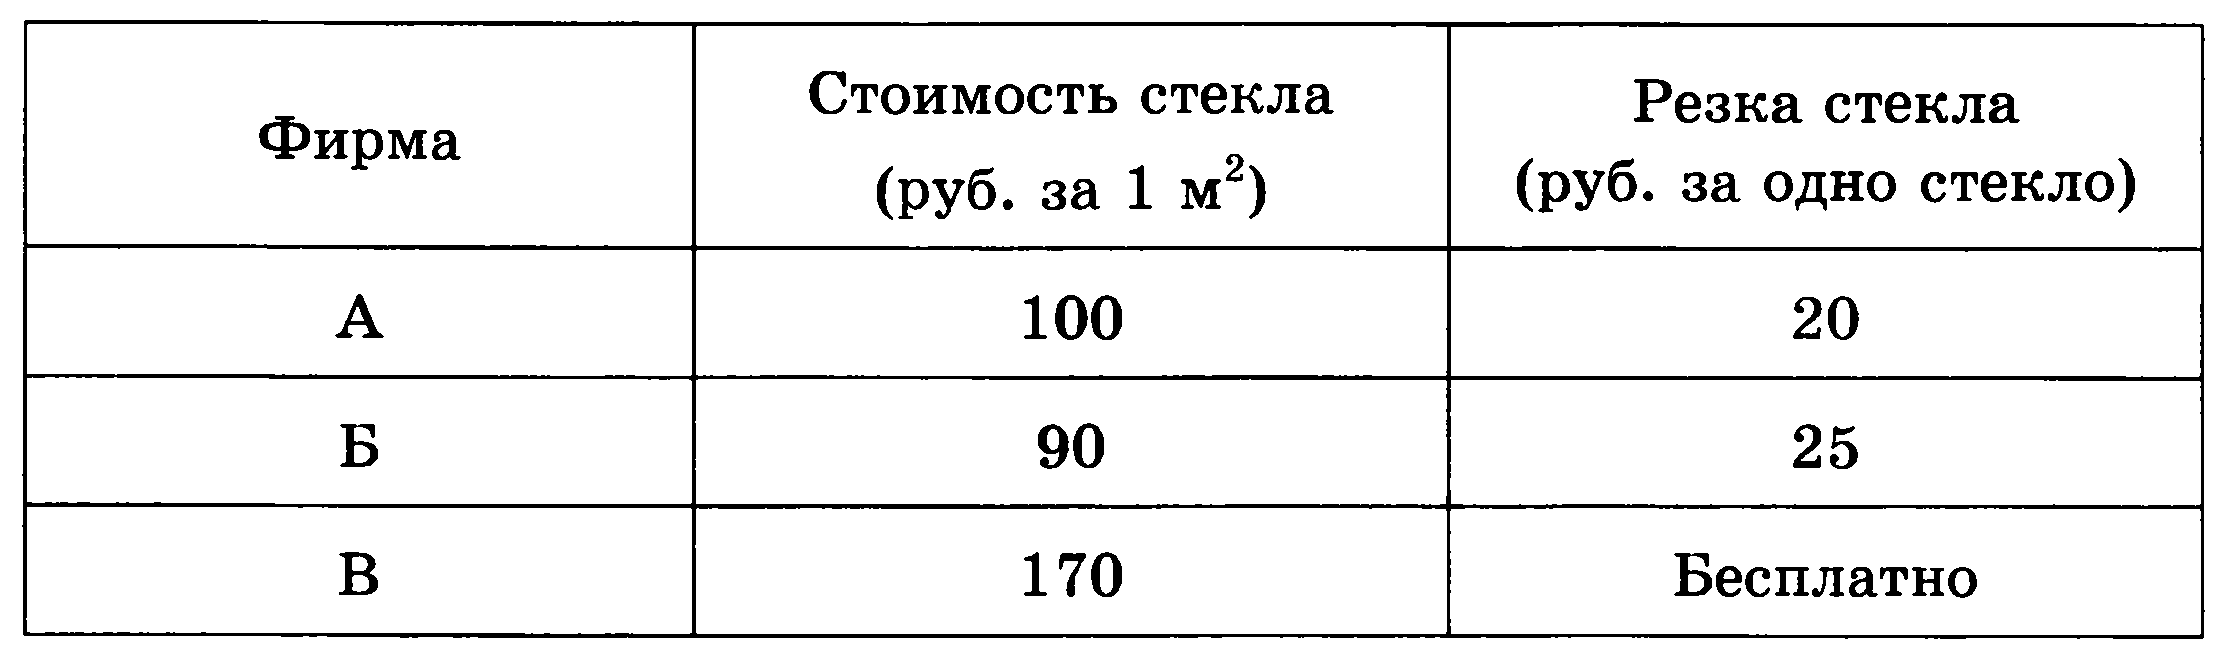 Фирма
Стоимость стекла
(руб. за 1 м²)
Резка стекла
(руб. за одно стекло)
А
100
20
Б
90
25
В
170
Бесплатно